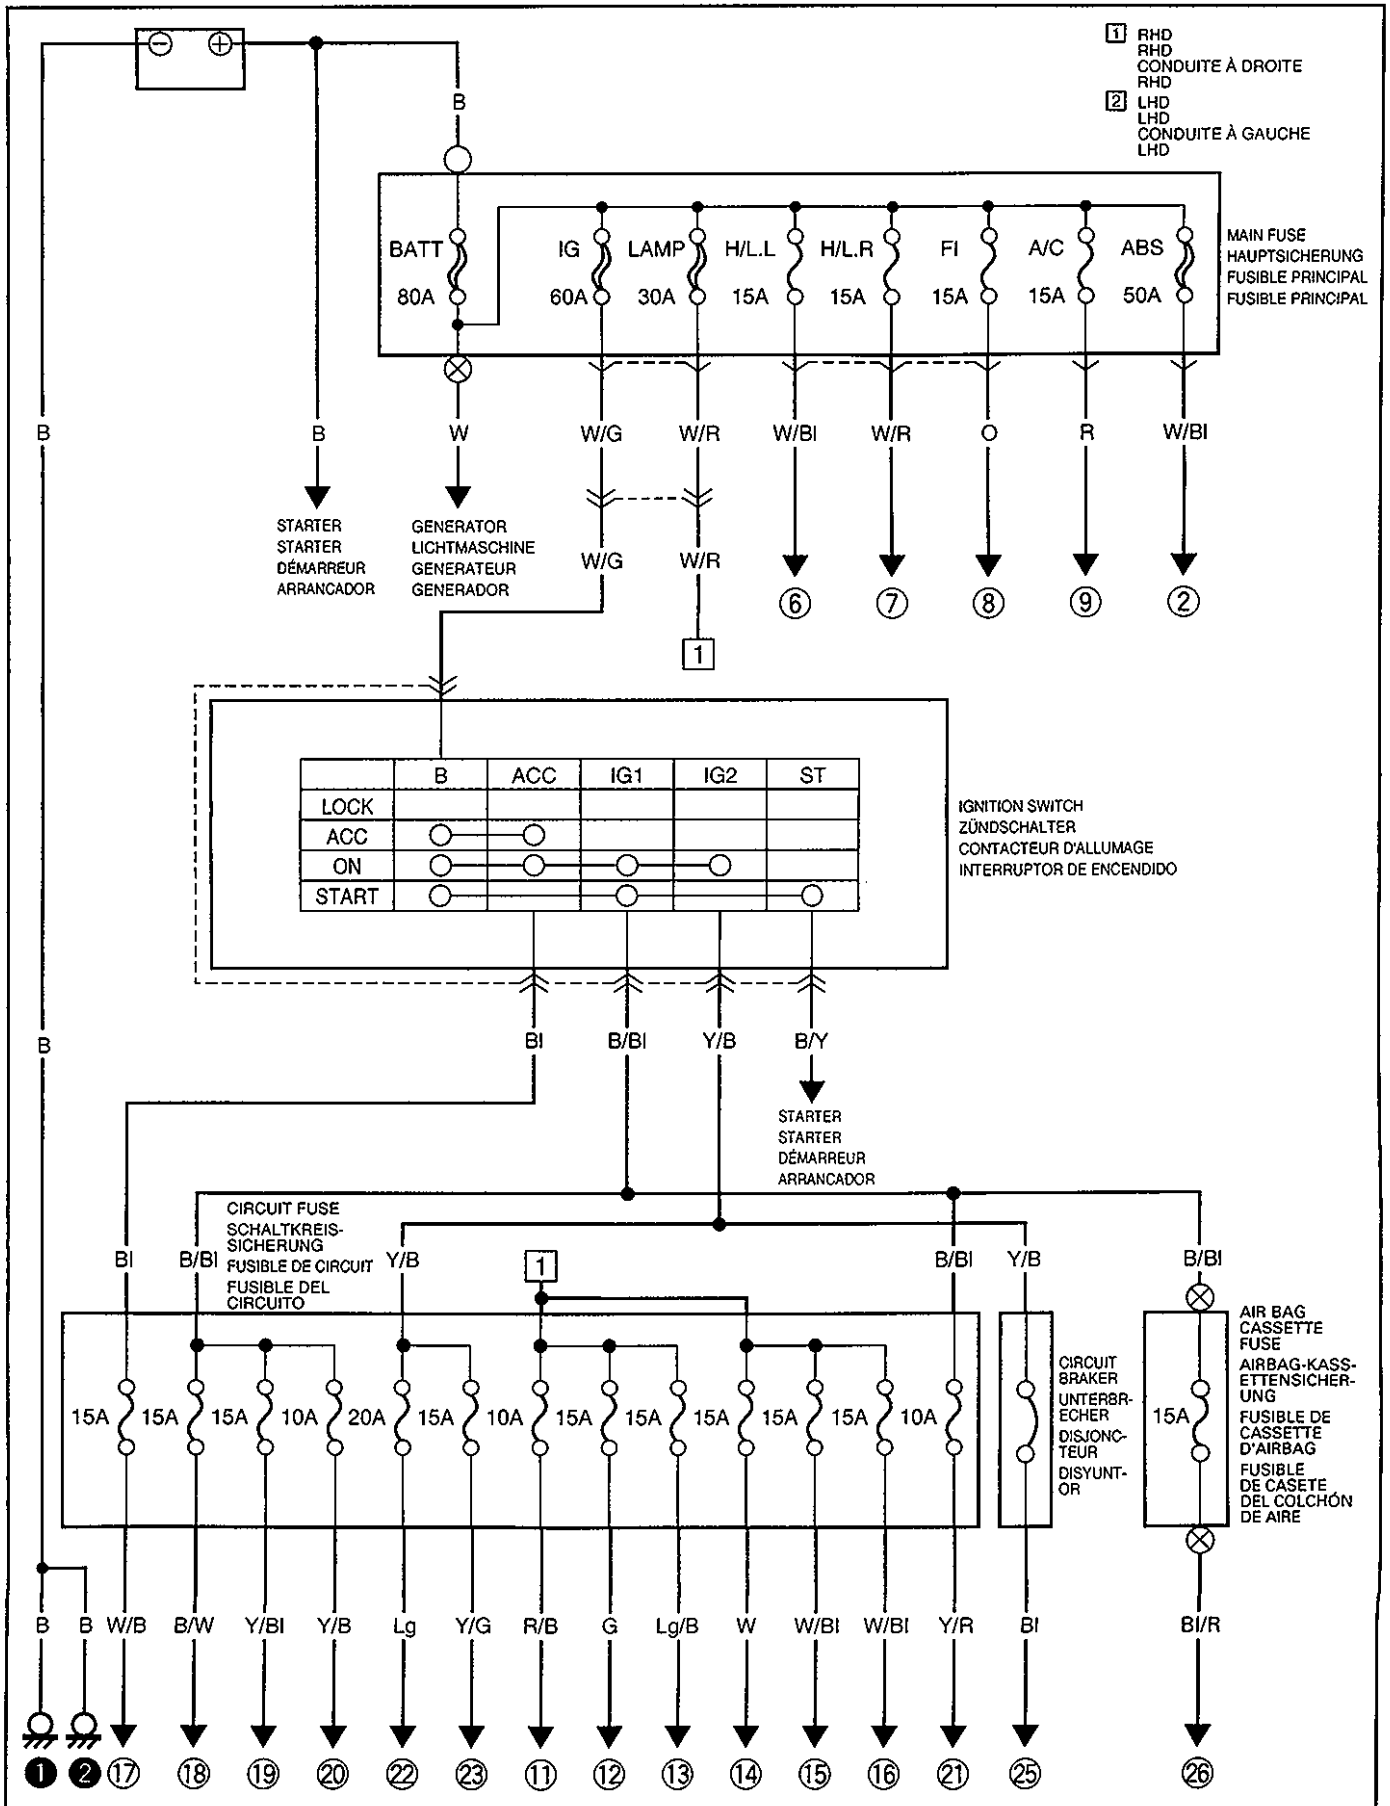 1 RHD
RHD
CONDUITE À DROITE
RHD
2 LHD
LHD
CONDUITE À GAUCHE
LHD
− +
B
BATT IG LAMP H/L.L H/L.R FI A/C ABS
80A 60A 30A 15A 15A 15A 15A 50A
MAIN FUSE
HAUPTSICHERUNG
FUSIBLE PRINCIPAL
FUSIBLE PRINCIPAL
B B W W/G W/R W/Bl W/R O R W/Bl
STARTER
STARTER
DÉMARREUR
ARRANCADOR
GENERATOR
LICHTMASCHINE
GENERATEUR
GENERADOR
W/G W/R
6 7 8 9 2
1
B ACC IG1 IG2 ST
LOCK
ACC
ON
START
IGNITION SWITCH
ZÜNDSCHALTER
CONTACTEUR D'ALLUMAGE
INTERRUPTOR DE ENCENDIDO
B Bl B/Bl Y/B B/Y
STARTER
STARTER
DÉMARREUR
ARRANCADOR
CIRCUIT FUSE
SCHALTKREIS-
SICHERUNG
FUSIBLE DE CIRCUIT
FUSIBLE DEL
CIRCUITO
Bl B/Bl Y/B 1 B/Bl Y/B B/Bl
15A 15A 15A 10A 20A 15A 10A 15A 15A 15A 15A 15A 10A
CIRCUIT
BRAKER
UNTERBR-
ECHER
DISJONC-
TEUR
DISYUNT-
OR
15A
AIR BAG
CASSETTE
FUSE
AIRBAG-KASS-
ETTENSICHER-
UNG
FUSIBLE DE
CASSETTE
D'AIRBAG
FUSIBLE
DE CASETE
DEL COLCHÓN
DE AIRE
B B W/B B/W Y/Bl Y/B Lg Y/G R/B G Lg/B W W/Bl W/Bl Y/R Bl Bl/R
1 2 17 18 19 20 22 23 11 12 13 14 15 16 21 25 26